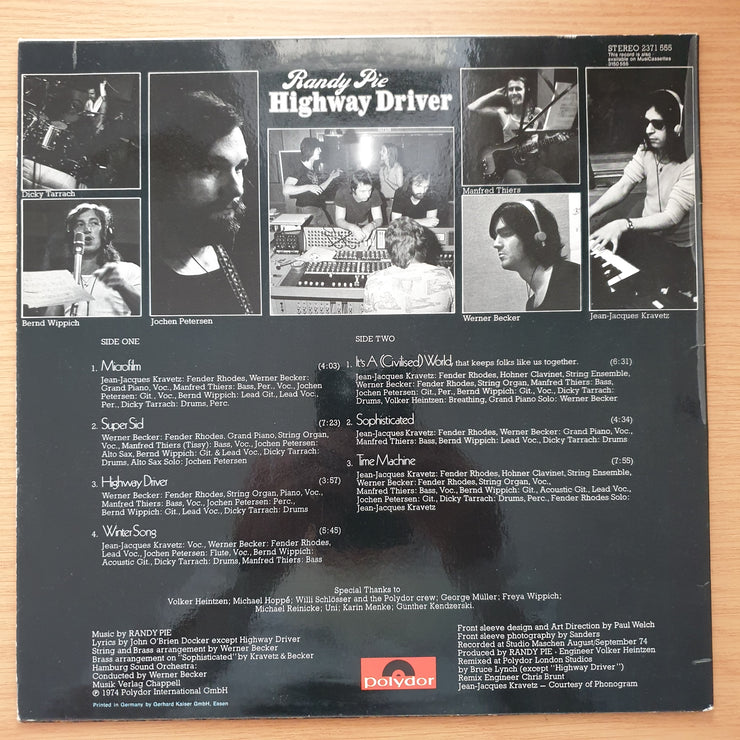 STEREO 2371 555
This record is also
available on MusiCassettes
3150 555
Randy Pie
Highway Driver
Dicky Tarrach
Manfred Thiers
Bernd Wippich
Jochen Petersen
Werner Becker
Jean-Jacques Kravetz
SIDE ONE
1. Microfilm (4:03)
Jean-Jacques Kravetz: Fender Rhodes, Werner Becker:
Grand Piano, Voc., Manfred Thiers: Bass, Per., Voc., Jochen
Petersen: Git., Voc., Bernd Wippich: Lead Git., Lead Voc.,
Per., Dicky Tarrach: Drums, Perc.
2. Super Sid (7:23)
Werner Becker: Fender Rhodes, Grand Piano, String Organ,
Voc., Manfred Thiers (Tissy): Bass, Voc., Jochen Petersen:
Alto Sax, Bernd Wippich: Git. & Lead Voc., Dicky Tarrach:
Drums, Alto Sax Solo: Jochen Petersen
3. Highway Driver (3:57)
Werner Becker: Fender Rhodes, String Organ, Piano, Voc.,
Manfred Thiers: Bass, Voc., Jochen Petersen: Perc.,
Bernd Wippich: Git., Lead Voc., Dicky Tarrach: Drums
4. Winter Song (5:45)
Jean-Jacques Kravetz: Voc., Werner Becker: Fender Rhodes,
Lead Voc., Jochen Petersen: Flute, Voc., Bernd Wippich:
Acoustic Git., Dicky Tarrach: Drums, Manfred Thiers: Bass
SIDE TWO
1. It's A (Civilised) World, that keeps folks like us together. (6:31)
Jean-Jacques Kravetz: Fender Rhodes, Hohner Clavinet, String Ensemble,
Werner Becker: Fender Rhodes, String Organ, Manfred Thiers: Bass,
Jochen Petersen: Git., Per., Bernd Wippich: Git., Voc., Dicky Tarrach:
Drums, Volker Heintzen: Breathing, Grand Piano Solo: Werner Becker
2. Sophisticated (4:34)
Jean-Jacques Kravetz: Fender Rhodes, Werner Becker: Grand Piano, Voc.,
Manfred Thiers: Bass, Bernd Wippich: Lead Voc., Dicky Tarrach: Drums
3. Time Machine (7:55)
Jean-Jacques Kravetz: Fender Rhodes, Hohner Clavinet, String Ensemble,
Werner Becker: Fender Rhodes, String Organ, Voc.,
Manfred Thiers: Bass, Voc., Bernd Wippich: Git., Acoustic Git., Lead Voc.,
Jochen Petersen: Git., Dicky Tarrach: Drums, Perc., Fender Rhodes Solo:
Jean-Jacques Kravetz
Special Thanks to
Volker Heintzen; Michael Hoppé; Willi Schlösser and the Polydor crew; George Müller; Freya Wippich;
Michael Reinicke; Uni; Karin Menke; Günther Kendzerski.
Music by RANDY PIE
Lyrics by John O'Brien Docker except Highway Driver
String and Brass arrangement by Werner Becker
Brass arrangement on "Sophisticated" by Kravetz & Becker
Hamburg Sound Orchestra:
Conducted by Werner Becker
Musik Verlag Chappell
℗ 1974 Polydor International GmbH
Printed in Germany by Gerhard Kaiser GmbH, Essen
polydor
Front sleeve design and Art Direction by Paul Welch
Front sleeve photography by Sanders
Recorded at Studio Maschen August/September 74
Produced by RANDY PIE - Engineer Volker Heintzen
Remixed at Polydor London Studios
by Bruce Lynch (except "Highway Driver")
Remix Engineer Chris Brunt
Jean-Jacques Kravetz – Courtesy of Phonogram